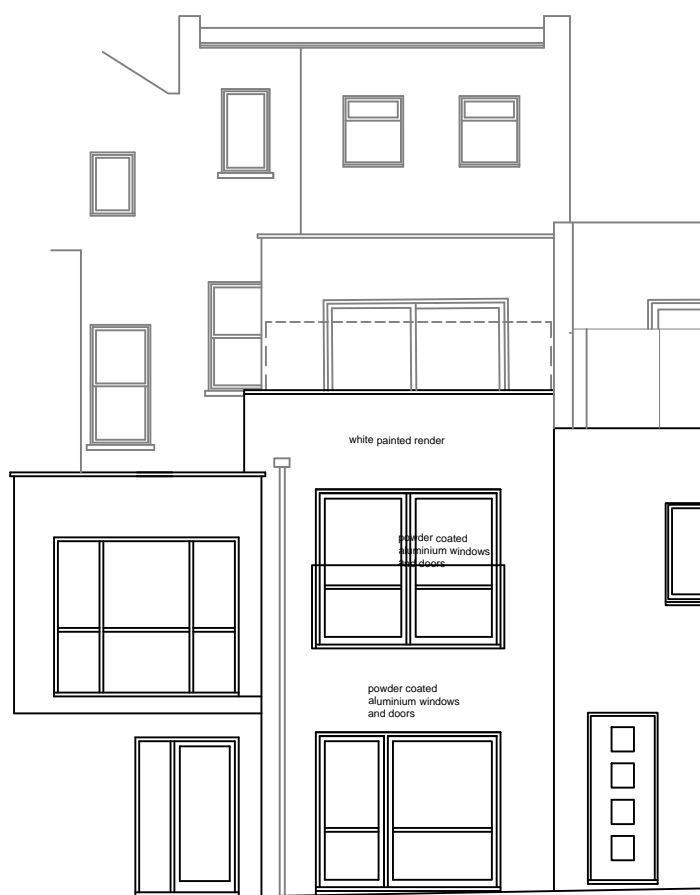 white painted render
powder coated
aluminium windows
and doors
powder coated
aluminium windows
and doors